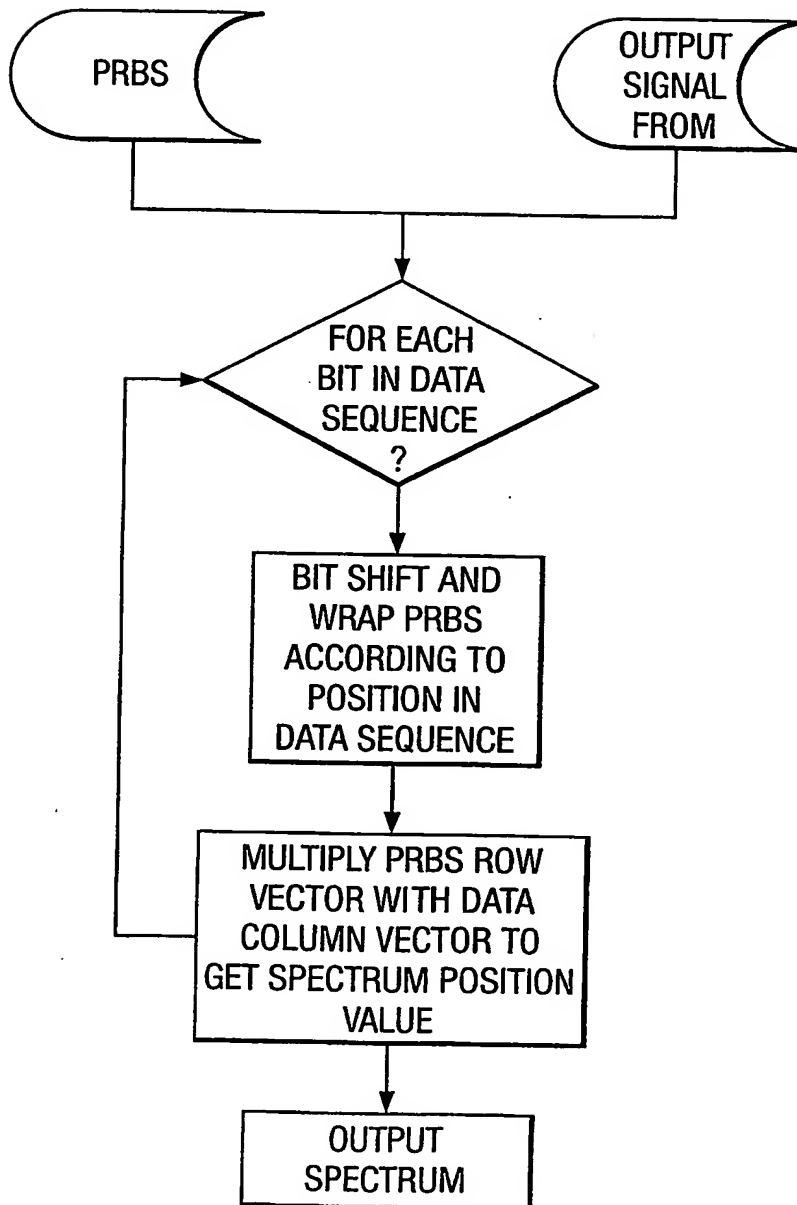 PRBS
OUTPUT
SIGNAL
FROM
FOR EACH
BIT IN DATA
SEQUENCE
?
BIT SHIFT AND
WRAP PRBS
ACCORDING TO
POSITION IN
DATA SEQUENCE
MULTIPLY PRBS ROW
VECTOR WITH DATA
COLUMN VECTOR TO
GET SPECTRUM POSITION
VALUE
OUTPUT
SPECTRUM